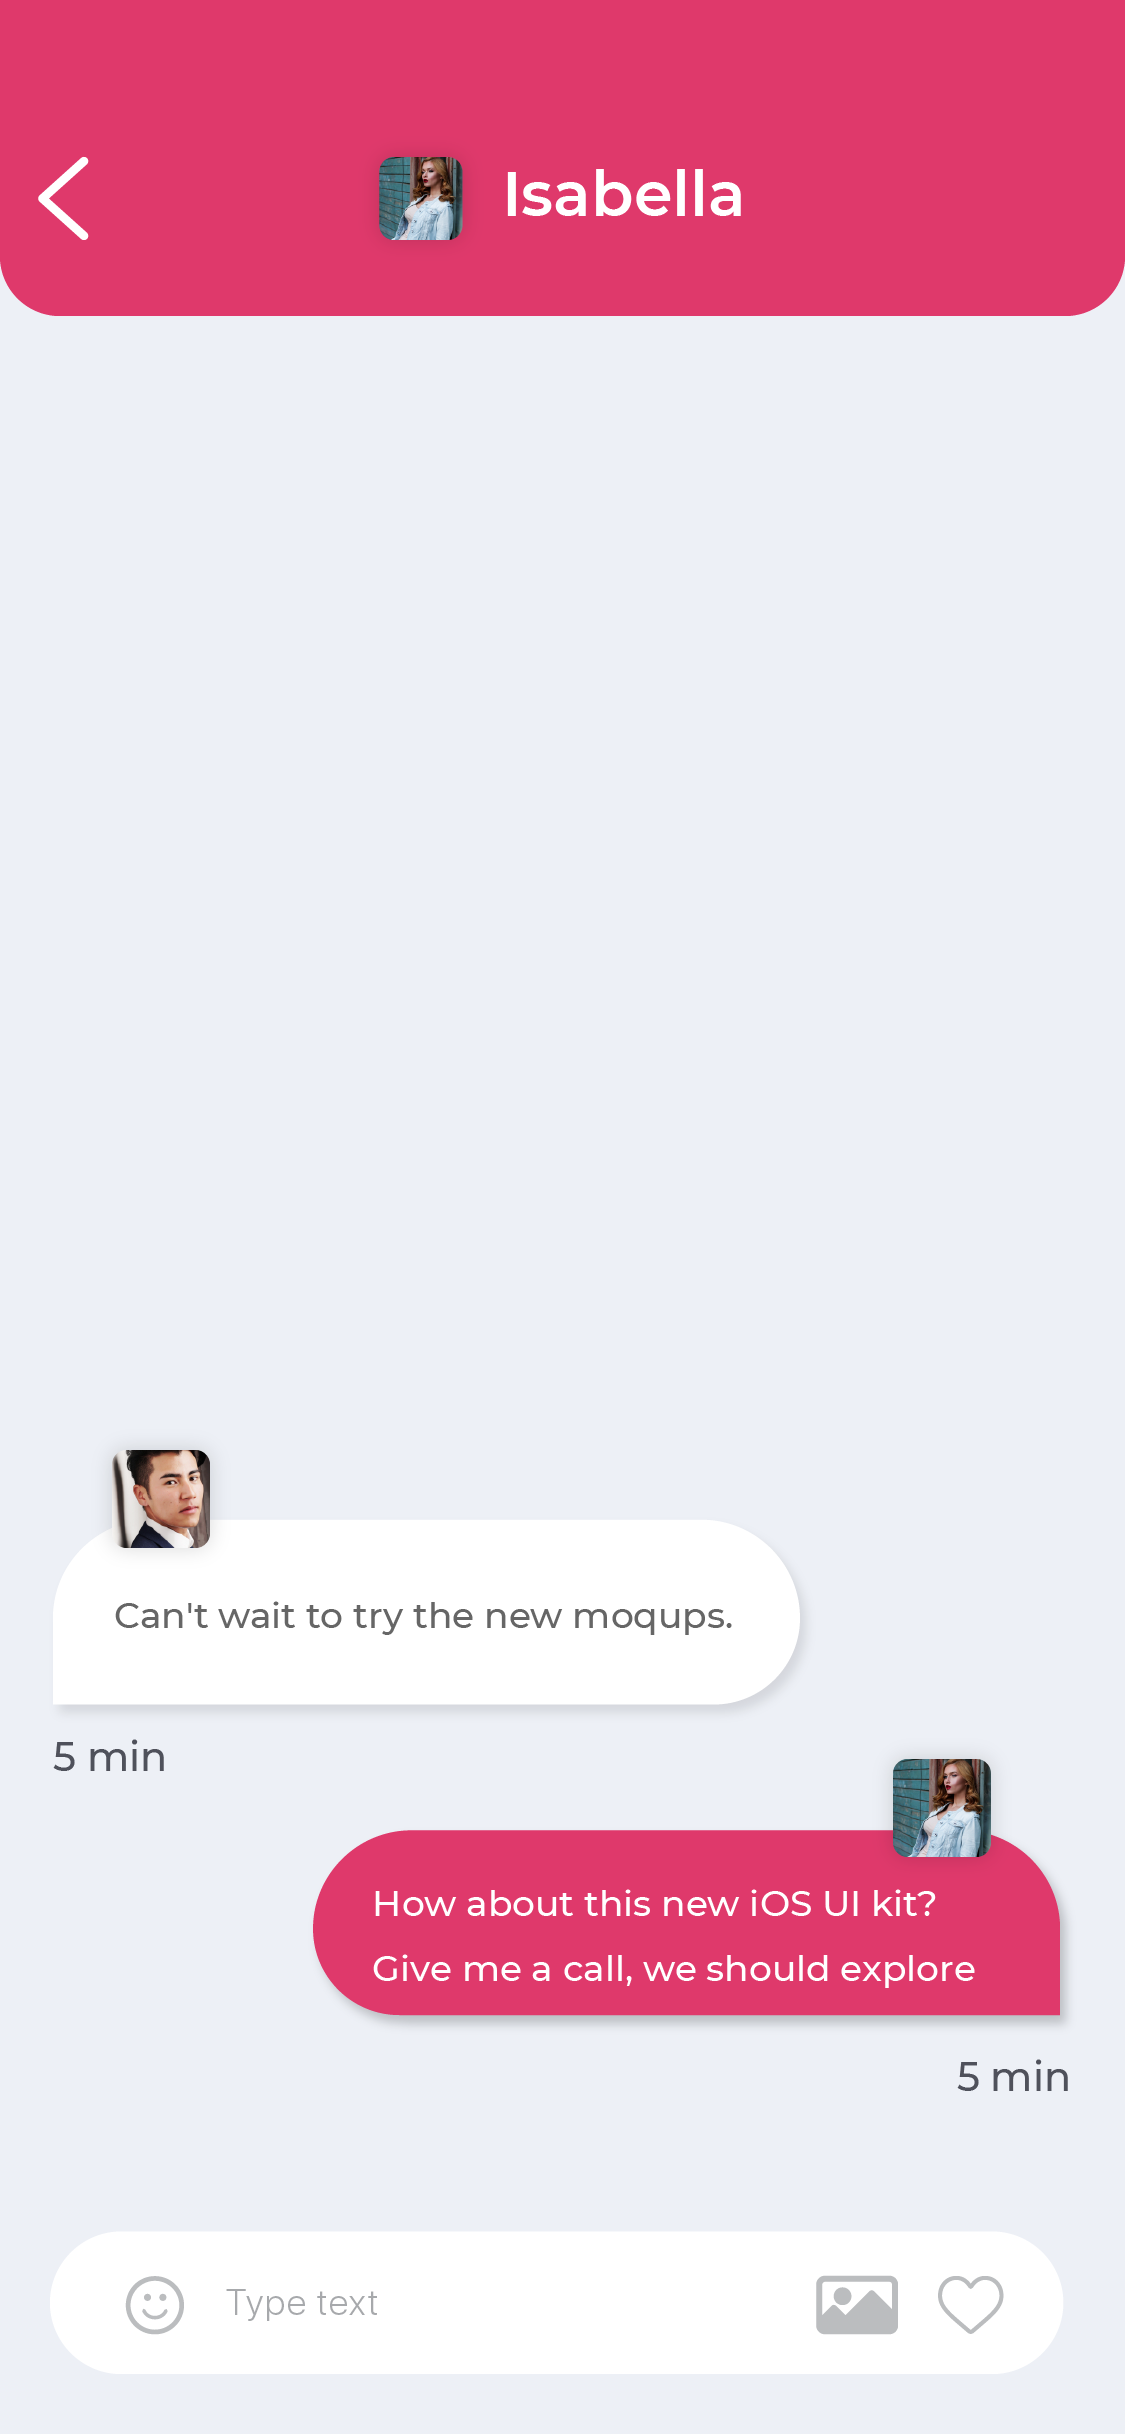 Isabella
Can't wait to try the new moqups.
5 min
How about this new iOS UI kit?
Give me a call, we should explore
5 min
Type text